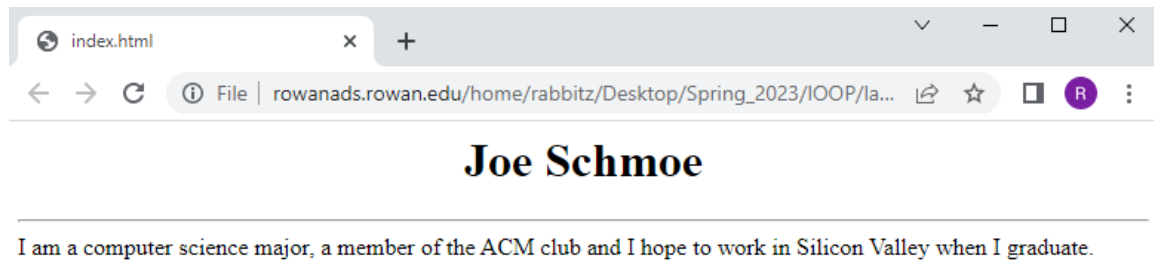 index.html
File | rowanads.rowan.edu/home/rabbitz/Desktop/Spring_2023/IOOP/la...
R
Joe Schmoe
I am a computer science major, a member of the ACM club and I hope to work in Silicon Valley when I graduate.